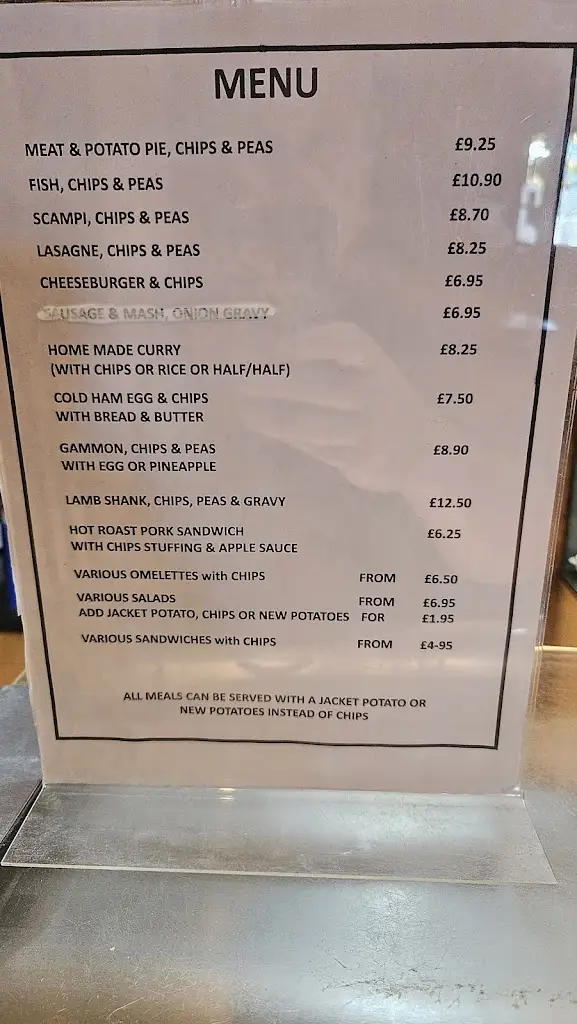 MENU
MEAT & POTATO PIE, CHIPS & PEAS £9.25
FISH, CHIPS & PEAS £10.90
SCAMPI, CHIPS & PEAS £8.70
LASAGNE, CHIPS & PEAS £8.25
CHEESEBURGER & CHIPS £6.95
SAUSAGE & MASH, ONION GRAVY £6.95
HOME MADE CURRY £8.25
(WITH CHIPS OR RICE OR HALF/HALF)
COLD HAM EGG & CHIPS £7.50
WITH BREAD & BUTTER
GAMMON, CHIPS & PEAS £8.90
WITH EGG OR PINEAPPLE
LAMB SHANK, CHIPS, PEAS & GRAVY £12.50
HOT ROAST PORK SANDWICH £6.25
WITH CHIPS STUFFING & APPLE SAUCE
VARIOUS OMELETTES with CHIPS FROM £6.50
VARIOUS SALADS FROM £6.95
ADD JACKET POTATO, CHIPS OR NEW POTATOES FOR £1.95
VARIOUS SANDWICHES with CHIPS FROM £4-95
ALL MEALS CAN BE SERVED WITH A JACKET POTATO OR
NEW POTATOES INSTEAD OF CHIPS